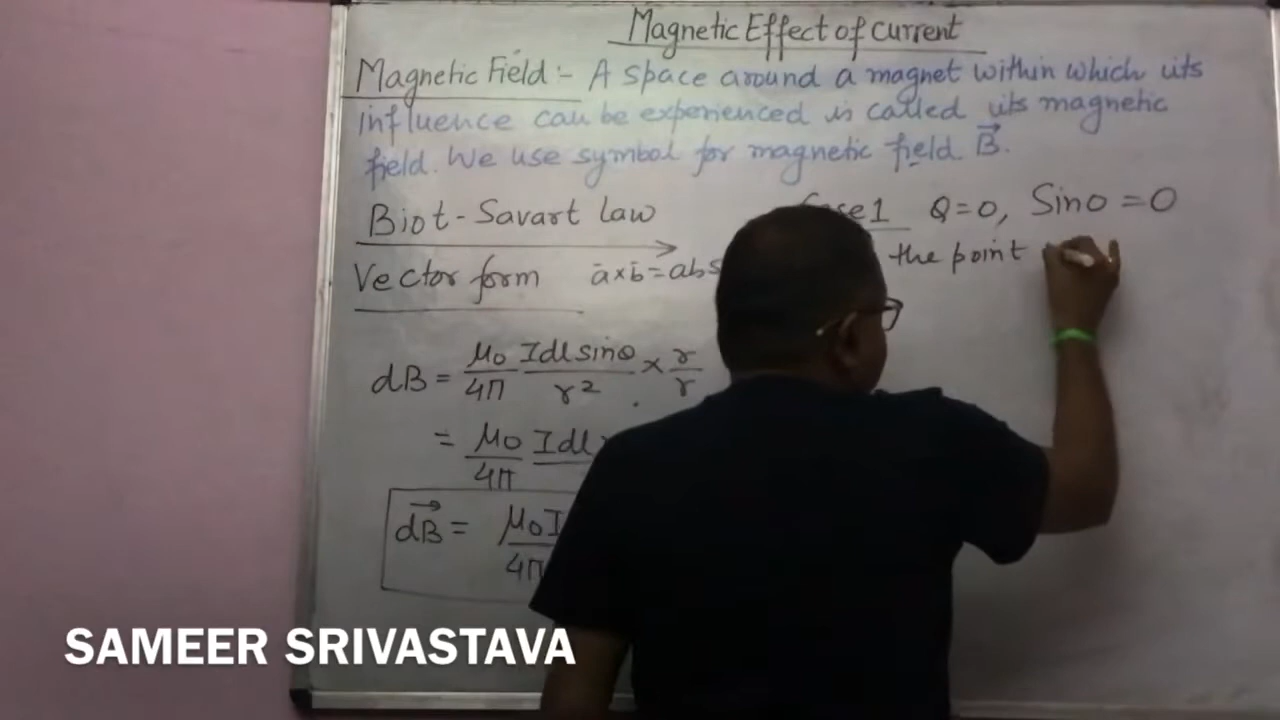 Magnetic Effect of Current
Magnetic Field :- A space around a magnet within which its
influence can be experienced is called its magnetic
field. We use symbol for magnetic field B⃗.
Biot - Savart law
Case 1 Q=0, Sin0 = 0
the point
Vector form a̅ × b̅ = abs
dB = μ0/4π Idl sinθ/r² × r/r
= μ0/4π Idl
dB⃗ = μ0 I/4π
SAMEER SRIVASTAVA